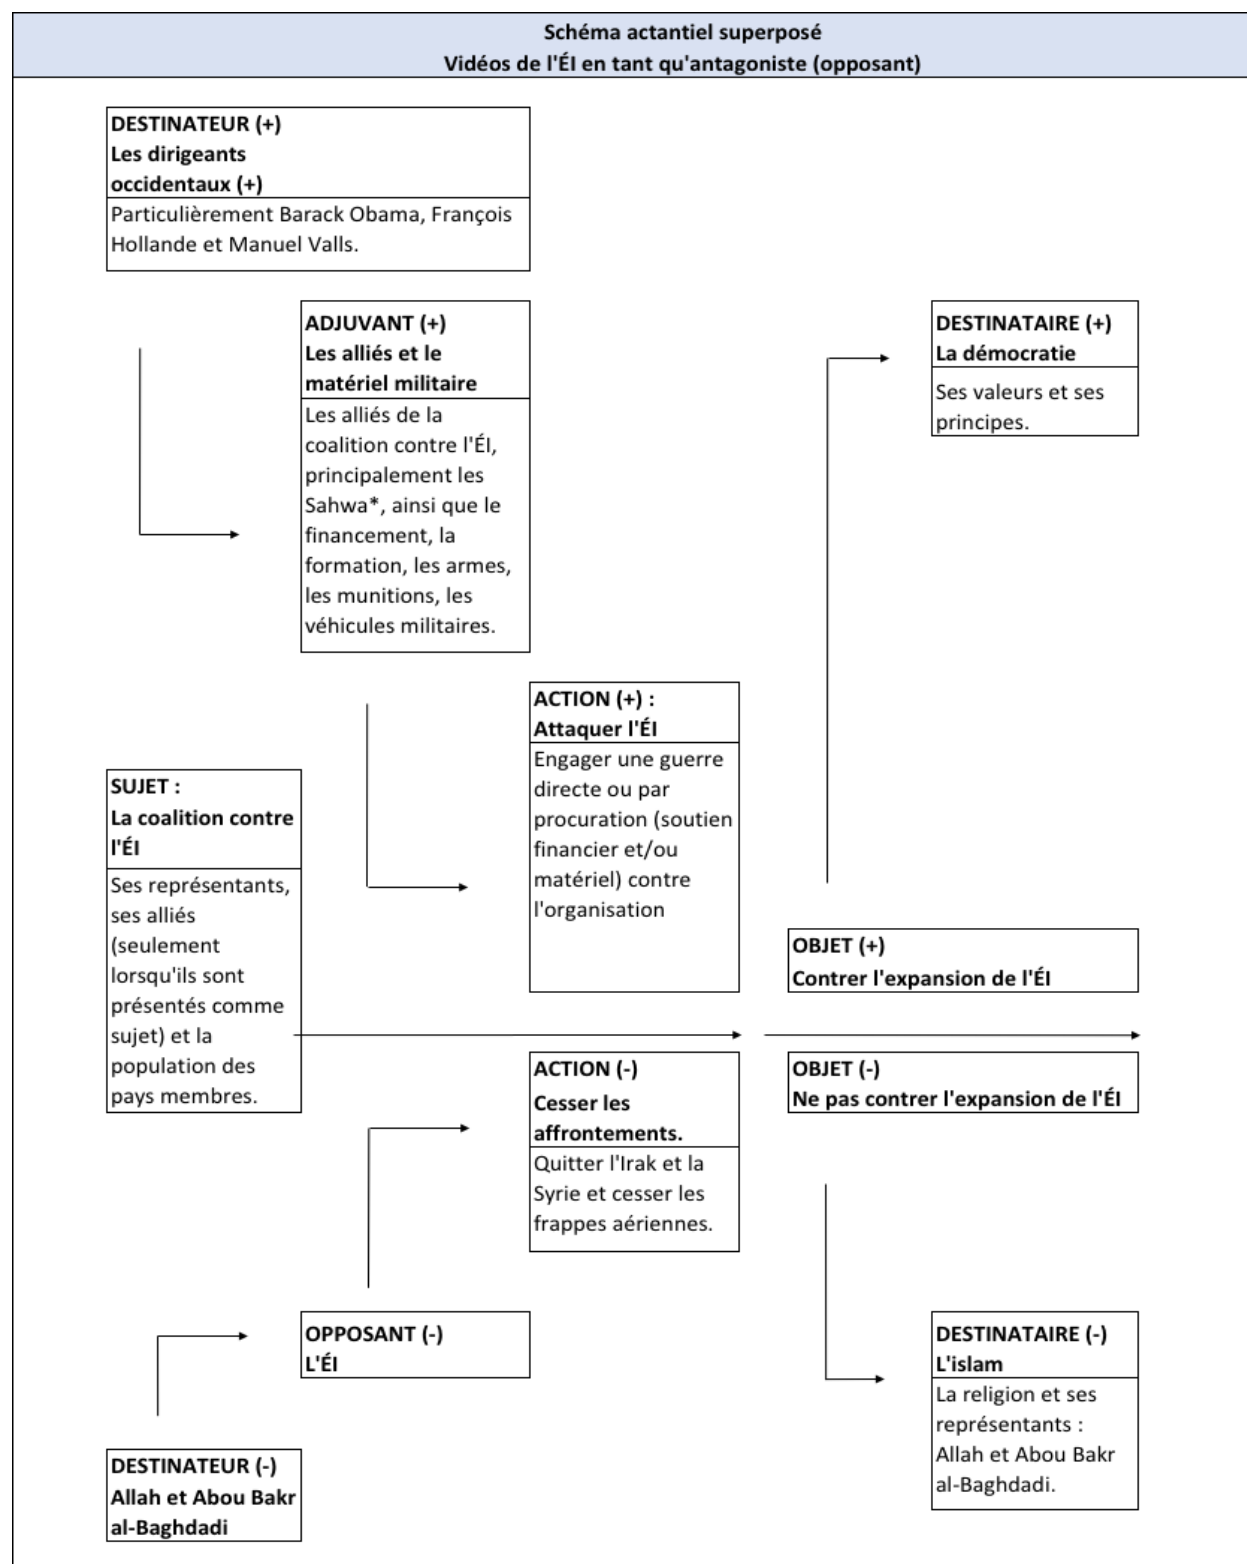 Schéma actantiel superposé
Vidéos de l'ÉI en tant qu'antagoniste (opposant)
DESTINATEUR (+)
Les dirigeants
occidentaux (+)
Particulièrement Barack Obama, François
Hollande et Manuel Valls.
ADJUVANT (+)
Les alliés et le
matériel militaire
Les alliés de la
coalition contre l'ÉI,
principalement les
Sahwa*, ainsi que le
financement, la
formation, les armes,
les munitions, les
véhicules militaires.
DESTINATAIRE (+)
La démocratie
Ses valeurs et ses
principes.
ACTION (+) :
Attaquer l'ÉI
Engager une guerre
directe ou par
procuration (soutien
financier et/ou
matériel) contre
l'organisation
SUJET :
La coalition contre
l'ÉI
Ses représentants,
ses alliés
(seulement
lorsqu'ils sont
présentés comme
sujet) et la
population des
pays membres.
OBJET (+)
Contrer l'expansion de l'ÉI
ACTION (-)
Cesser les
affrontements.
Quitter l'Irak et la
Syrie et cesser les
frappes aériennes.
OBJET (-)
Ne pas contrer l'expansion de l'ÉI
OPPOSANT (-)
L'ÉI
DESTINATAIRE (-)
L'islam
La religion et ses
représentants :
Allah et Abou Bakr
al-Baghdadi.
DESTINATEUR (-)
Allah et Abou Bakr
al-Baghdadi